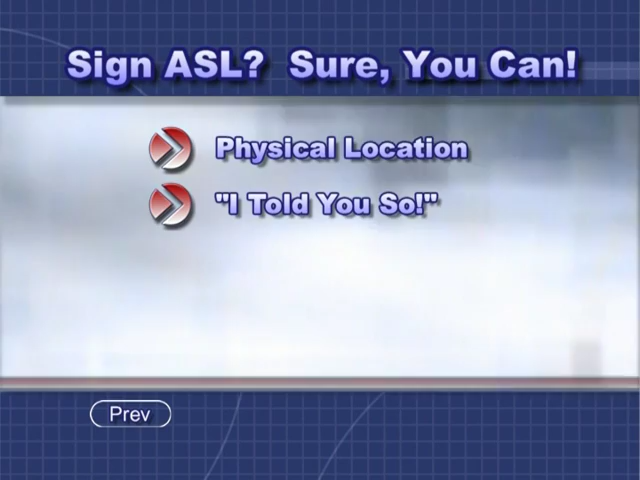 Sign ASL? Sure, You Can!
Physical Location
"I Told You So!"
Prev